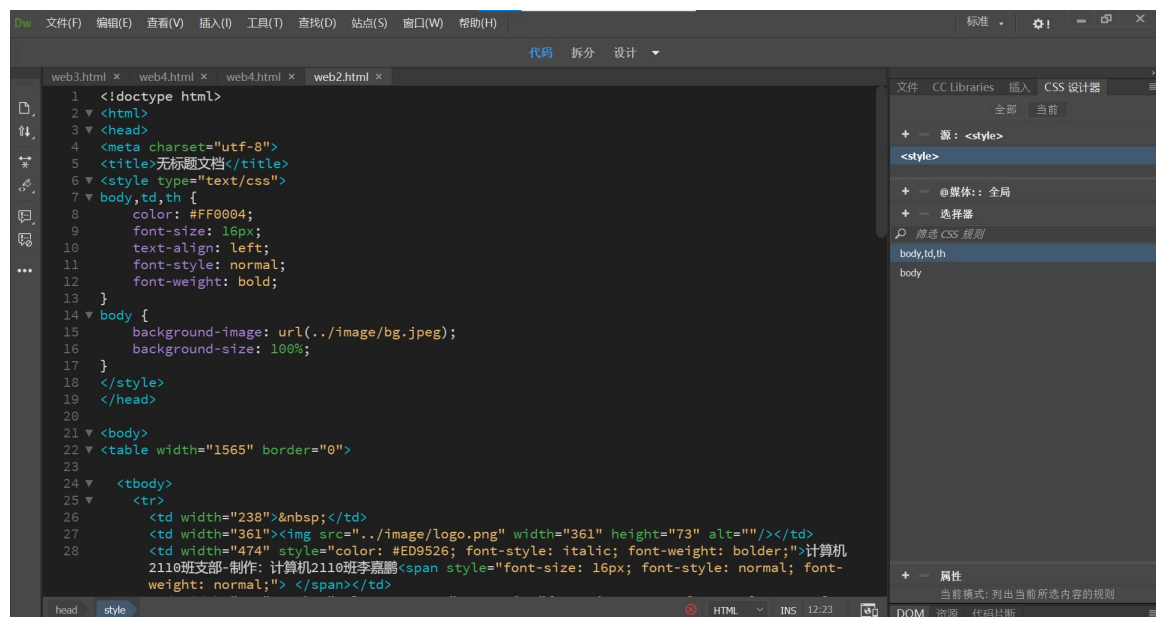 Dw 文件(F) 编辑(E) 查看(V) 插入(I) 工具(T) 查找(D) 站点(S) 窗口(W) 帮助(H) 标准
代码 拆分 设计
web3.html × web4.html × web4.html × web2.html ×
1 <!doctype html>
2 <html>
3 <head>
4 <meta charset="utf-8">
5 <title>无标题文档</title>
6 <style type="text/css">
7 body,td,th {
8 color: #FF0004;
9 font-size: 16px;
10 text-align: left;
11 font-style: normal;
12 font-weight: bold;
13 }
14 body {
15 background-image: url(../image/bg.jpeg);
16 background-size: 100%;
17 }
18 </style>
19 </head>
20
21 <body>
22 <table width="1565" border="0">
23
24 <tbody>
25 <tr>
26 <td width="238">&nbsp;</td>
27 <td width="361"><img src="../image/logo.png" width="361" height="73" alt=""/></td>
28 <td width="474" style="color: #ED9526; font-style: italic; font-weight: bolder;">计算机
2110班支部-制作: 计算机2110班李嘉鹏<span style="font-size: 16px; font-style: normal; font-
weight: normal;"> </span></td>
head style HTML INS 12:23
文件 CC Libraries 插入 CSS 设计器
全部 当前
+ − 源: <style>
<style>
+ − @媒体: : 全局
+ − 选择器
筛选 CSS 规则
body,td,th
body
+ − 属性
当前模式: 列出当前所选内容的规则
DOM 资源 代码片断